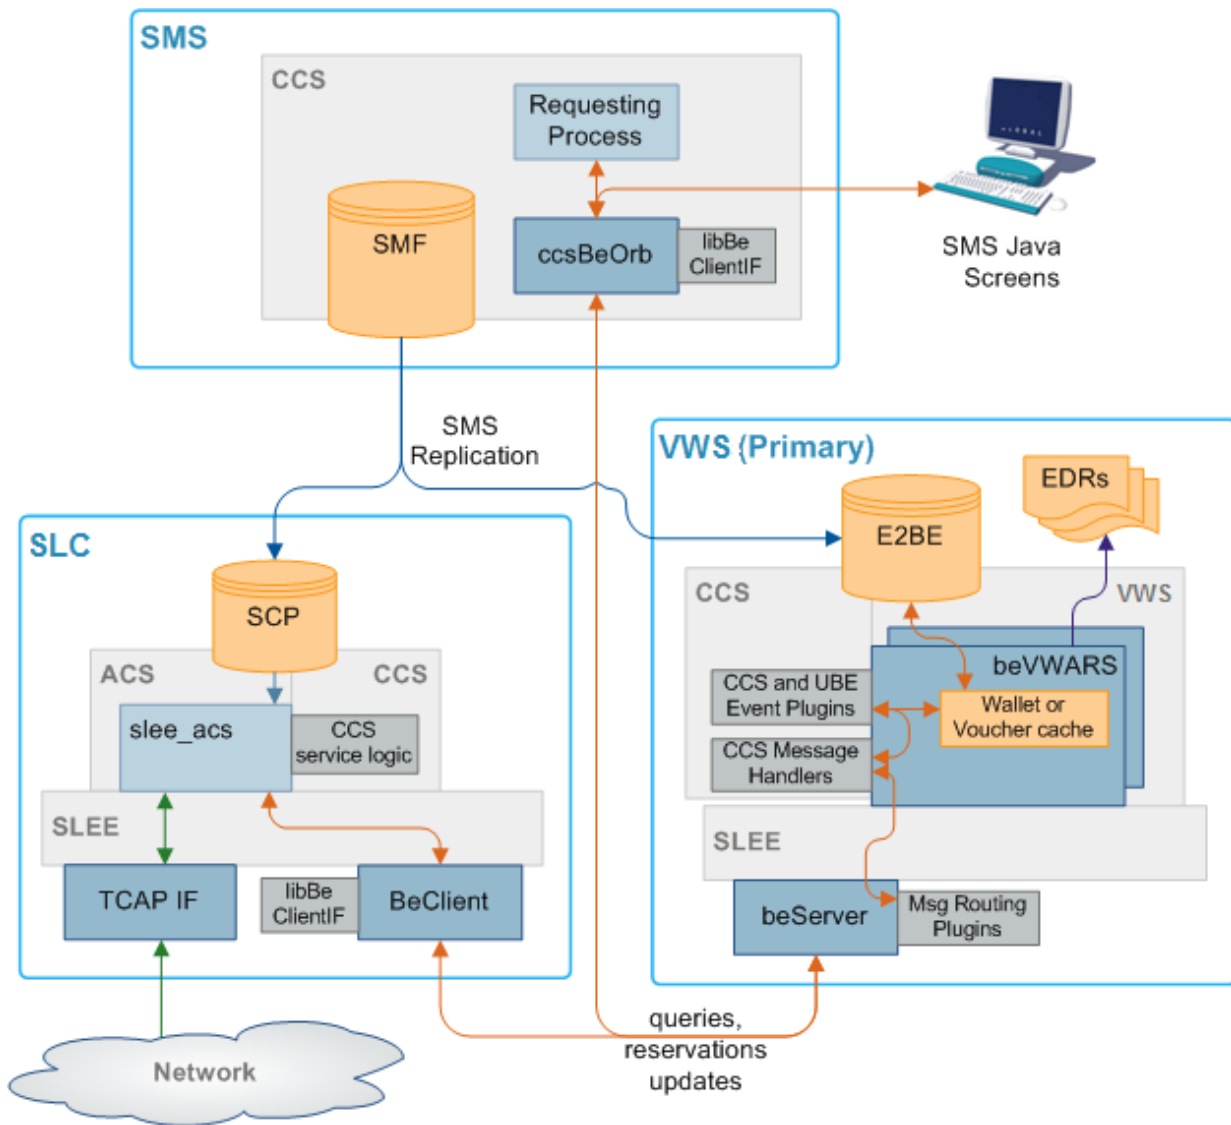 SMS
CCS
Requesting
Process
SMF
ccsBeOrb
libBe
ClientIF
SMS Java
Screens
SMS
Replication
VWS (Primary)
EDRs
E2BE
CCS
VWS
beVWARS
CCS and UBE
Event Plugins
Wallet or
Voucher cache
CCS Message
Handlers
SLEE
beServer
Msg Routing
Plugins
SLC
SCP
ACS
CCS
slee_acs
CCS
service logic
SLEE
TCAP IF
libBe
ClientIF
BeClient
queries,
reservations
updates
Network